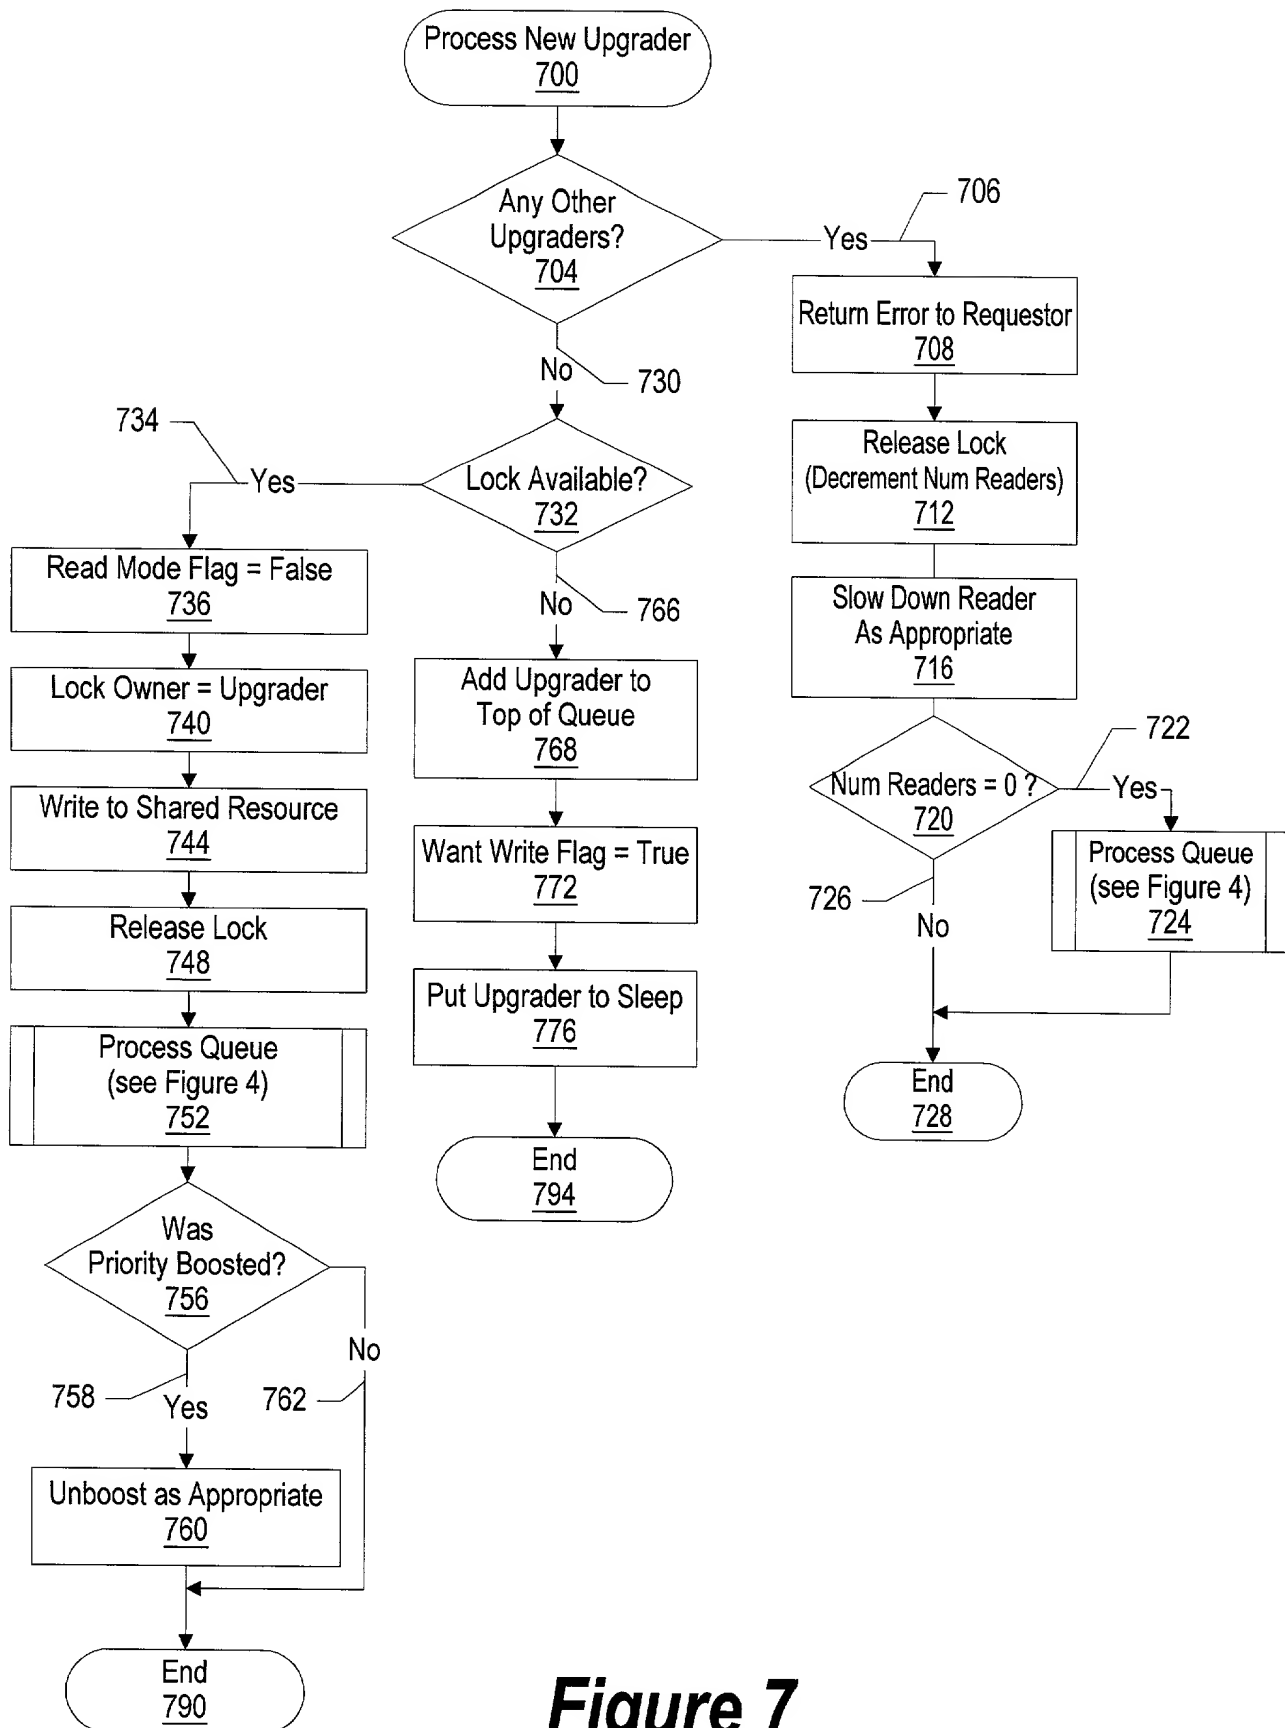 Process New Upgrader
700
Any Other
Upgraders?
704
Yes
706
Return Error to Requestor
708
Release Lock
(Decrement Num Readers)
712
Slow Down Reader
As Appropriate
716
Num Readers = 0 ?
720
722
Yes
Process Queue
(see Figure 4)
724
726
No
End
728
No
730
Lock Available?
732
734
Yes
Read Mode Flag = False
736
Lock Owner = Upgrader
740
Write to Shared Resource
744
Release Lock
748
Process Queue
(see Figure 4)
752
Was
Priority Boosted?
756
No
758
Yes
762
Unboost as Appropriate
760
End
790
No
766
Add Upgrader to
Top of Queue
768
Want Write Flag = True
772
Put Upgrader to Sleep
776
End
794
Figure 7